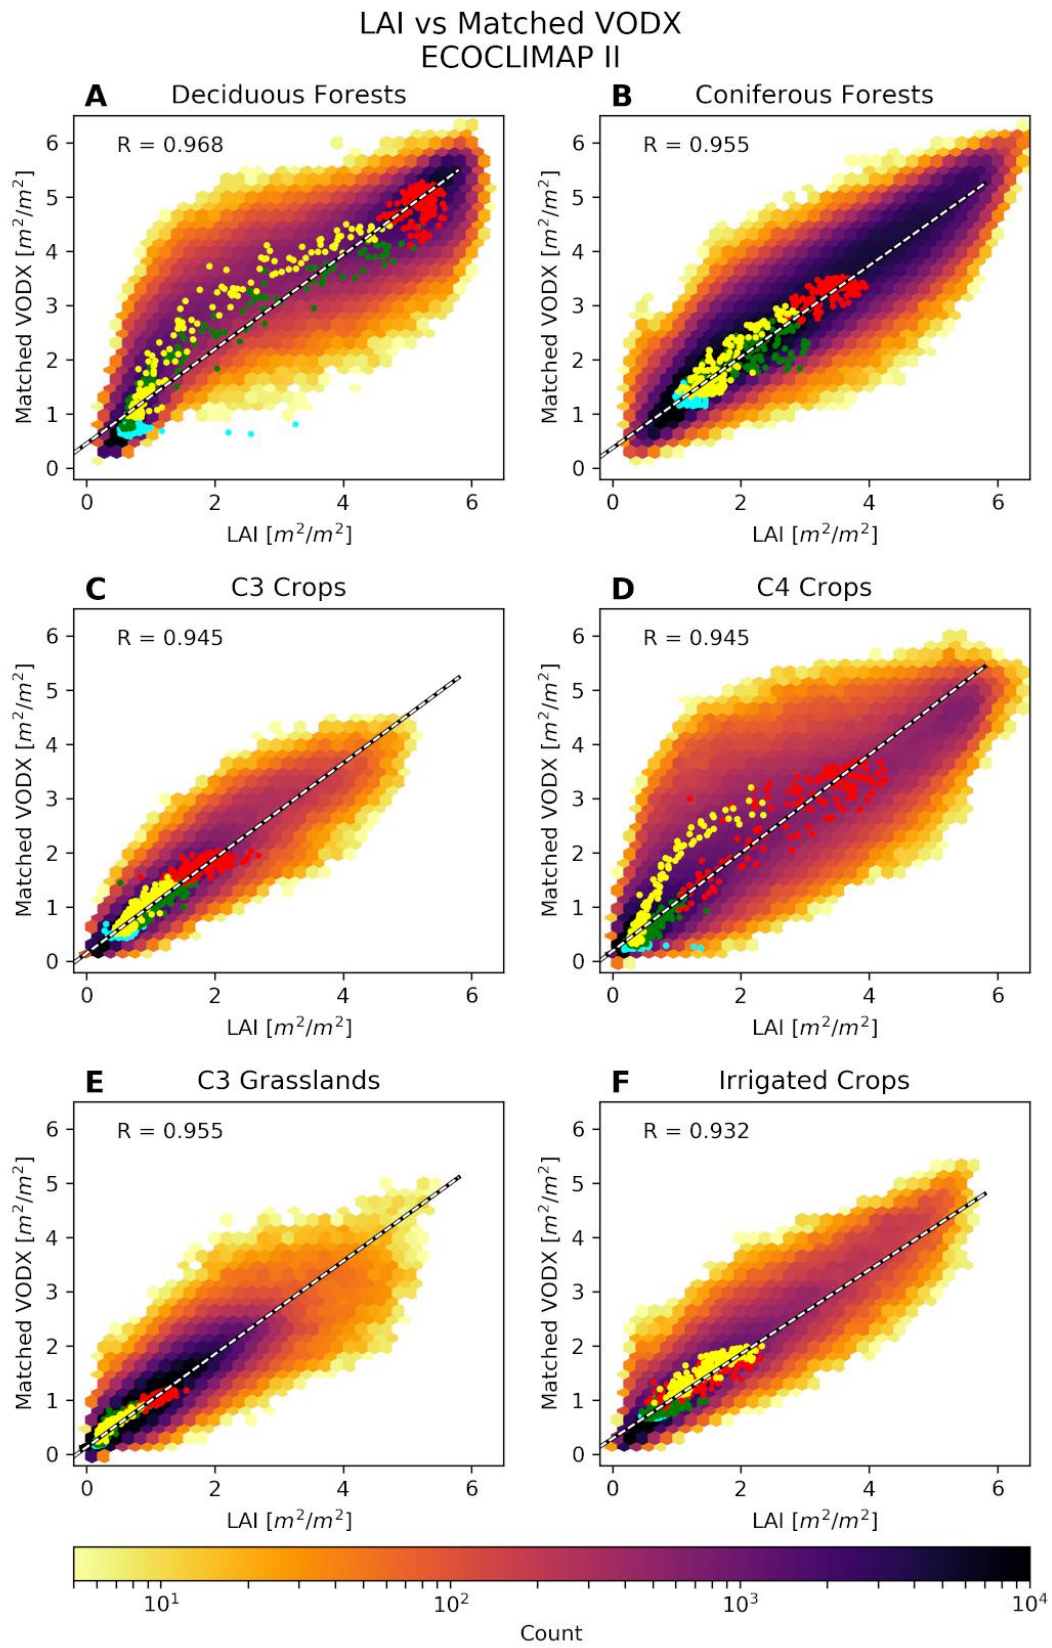 LAI vs Matched VODX
ECOCLIMAP II
A Deciduous Forests
R = 0.968
Matched VODX [m²/m²]
6
5
4
3
2
1
0
0 2 4 6
LAI [m²/m²]
B Coniferous Forests
R = 0.955
Matched VODX [m²/m²]
6
5
4
3
2
1
0
0 2 4 6
LAI [m²/m²]
C C3 Crops
R = 0.945
Matched VODX [m²/m²]
6
5
4
3
2
1
0
0 2 4 6
LAI [m²/m²]
D C4 Crops
R = 0.945
Matched VODX [m²/m²]
6
5
4
3
2
1
0
0 2 4 6
LAI [m²/m²]
E C3 Grasslands
R = 0.955
Matched VODX [m²/m²]
6
5
4
3
2
1
0
0 2 4 6
LAI [m²/m²]
F Irrigated Crops
R = 0.932
Matched VODX [m²/m²]
6
5
4
3
2
1
0
0 2 4 6
LAI [m²/m²]
10¹ 10² 10³ 10⁴
Count